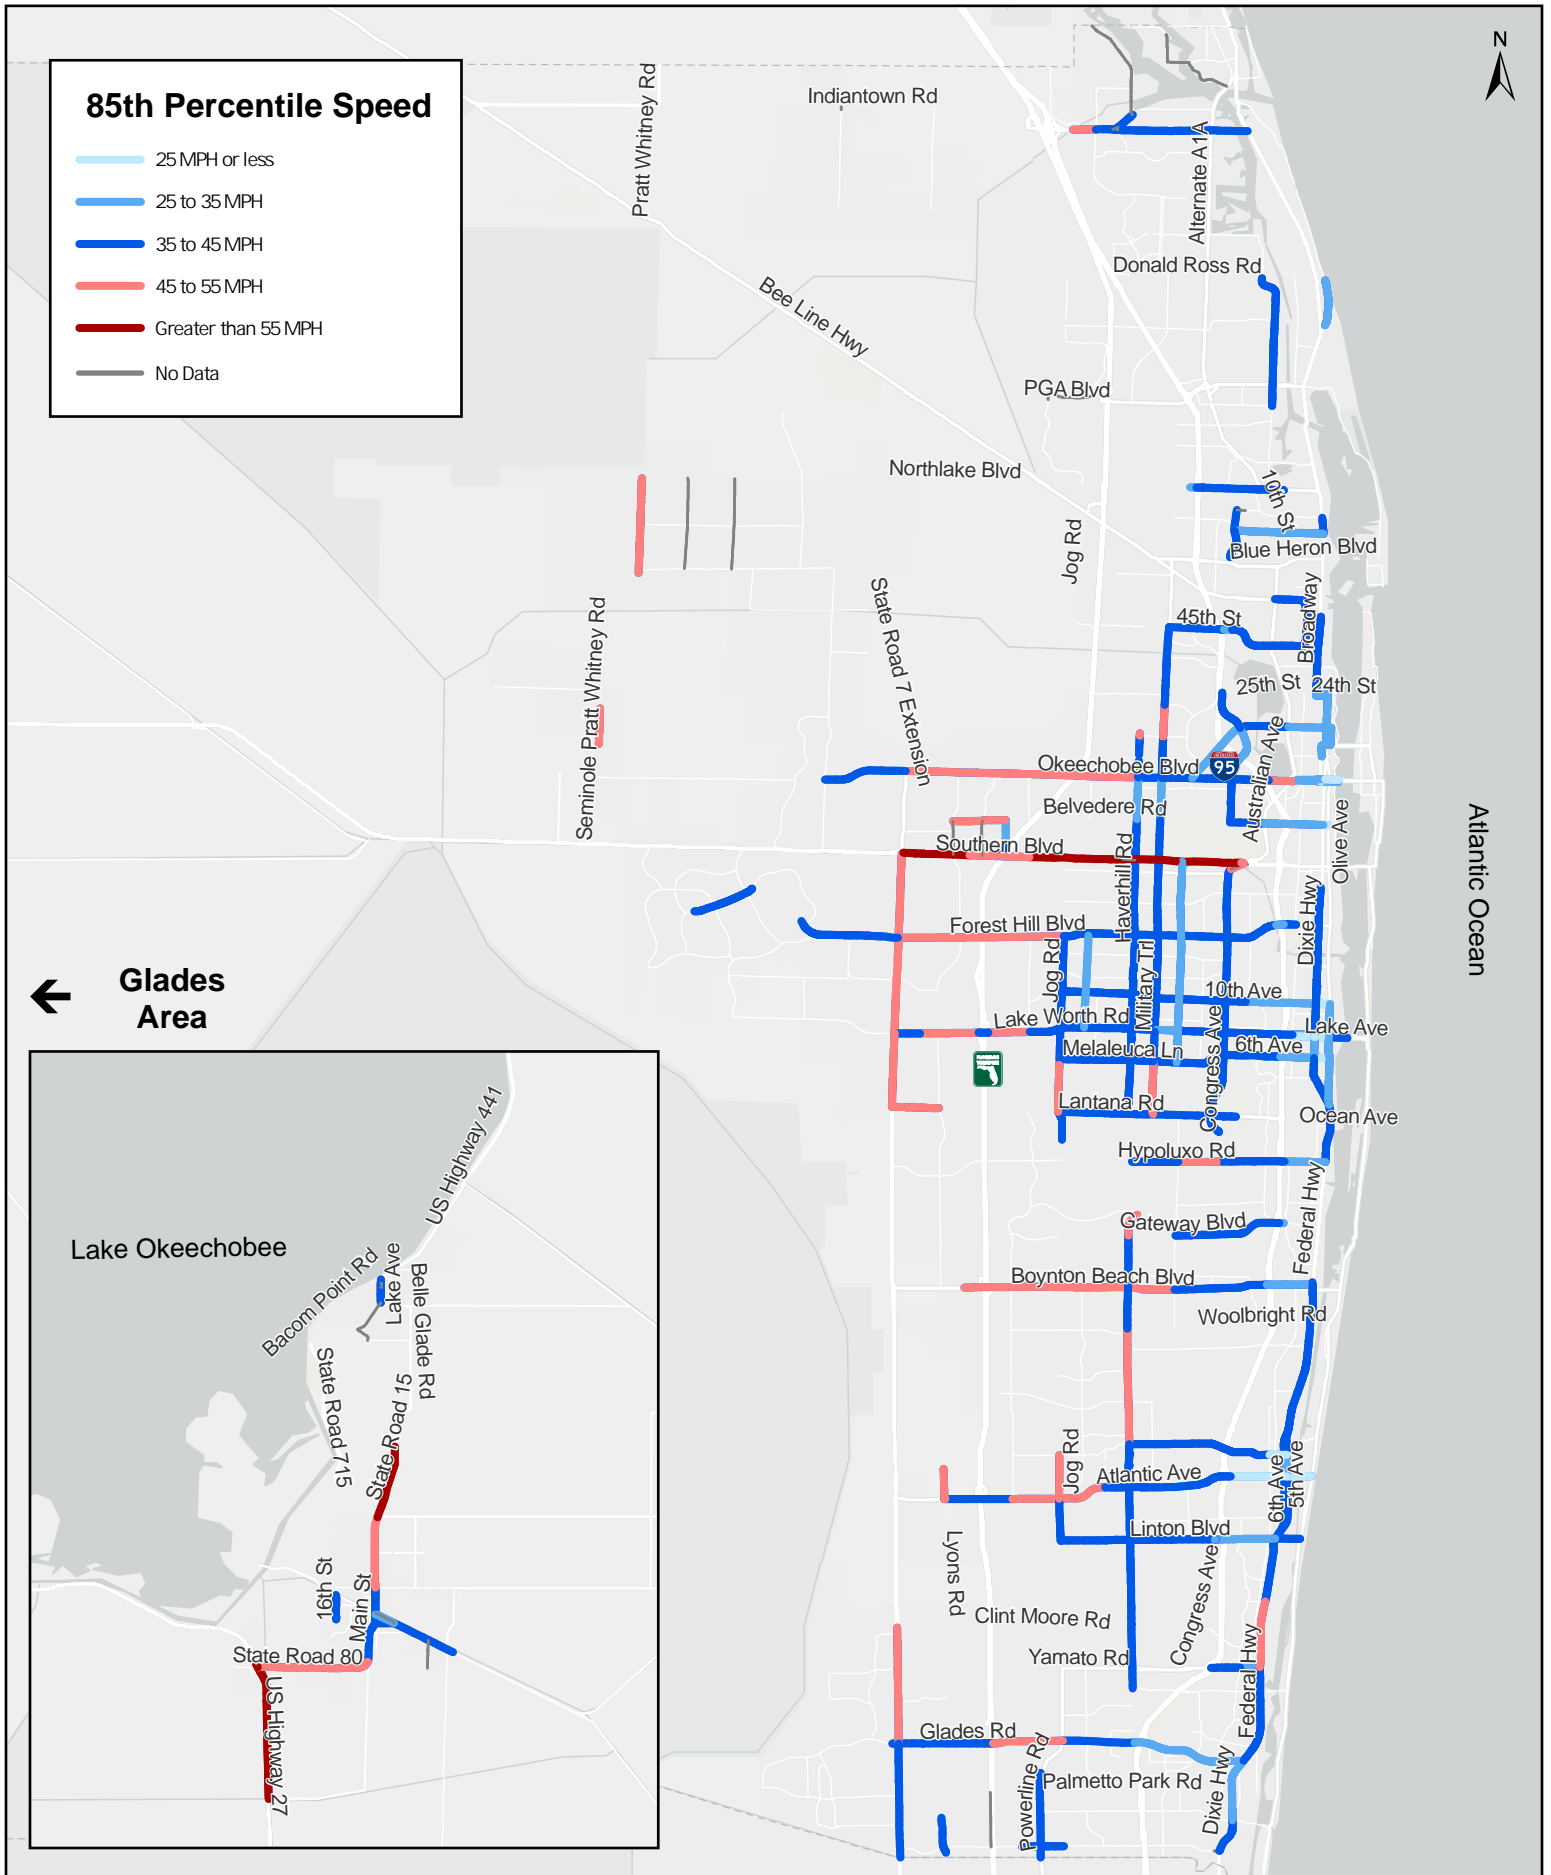 N
85th Percentile Speed
25 MPH or less
25 to 35 MPH
35 to 45 MPH
45 to 55 MPH
Greater than 55 MPH
No Data
Pratt Whitney Rd
Indiantown Rd
Alternate A1A
Donald Ross Rd
Bee Line Hwy
PGA Blvd
Northlake Blvd
10th St
Jog Rd
Blue Heron Blvd
State Road 7 Extension
Seminole Pratt Whitney Rd
45th St
Broadway
25th St
24th St
Okeechobee Blvd
95
Australian Ave
Belvedere Rd
Olive Ave
Southern Blvd
Haverhill Rd
Atlantic Ocean
Forest Hill Blvd
Dixie Hwy
Jog Rd
Military Trl
10th Ave
Lake Worth Rd
Congress Ave
Lake Ave
6th Ave
Melaleuca Ln
Lantana Rd
Ocean Ave
Hypoluxo Rd
Federal Hwy
Gateway Blvd
Boynton Beach Blvd
Woolbright Rd
Jog Rd
Atlantic Ave
6th Ave
5th Ave
Linton Blvd
Lyons Rd
Congress Ave
Clint Moore Rd
Yamato Rd
Federal Hwy
Glades Rd
Powerline Rd
Palmetto Park Rd
Dixie Hwy
Glades
Area
US Highway 441
Lake Okeechobee
Bacom Point Rd
Lake Ave
Belle Glade Rd
State Road 715
State Road 15
16th St
Main St
State Road 80
US Highway 27